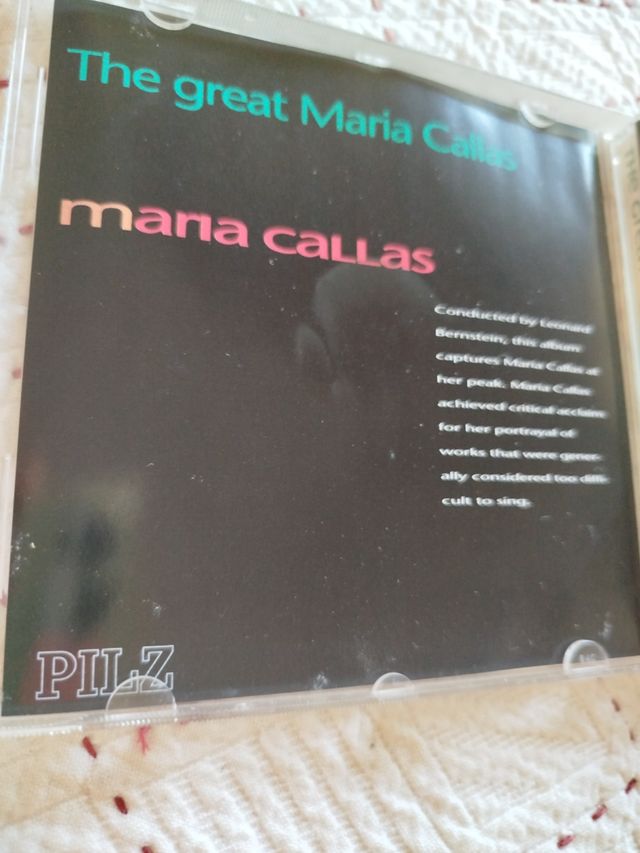 The great Maria Callas
maria caLLas
Conducted by Leonard
Bernstein, this album
captures Maria Callas at
her peak. Maria Callas
achieved critical acclaim
for her portrayal of
works that were gener-
ally considered too diffi-
cult to sing.
PILZ